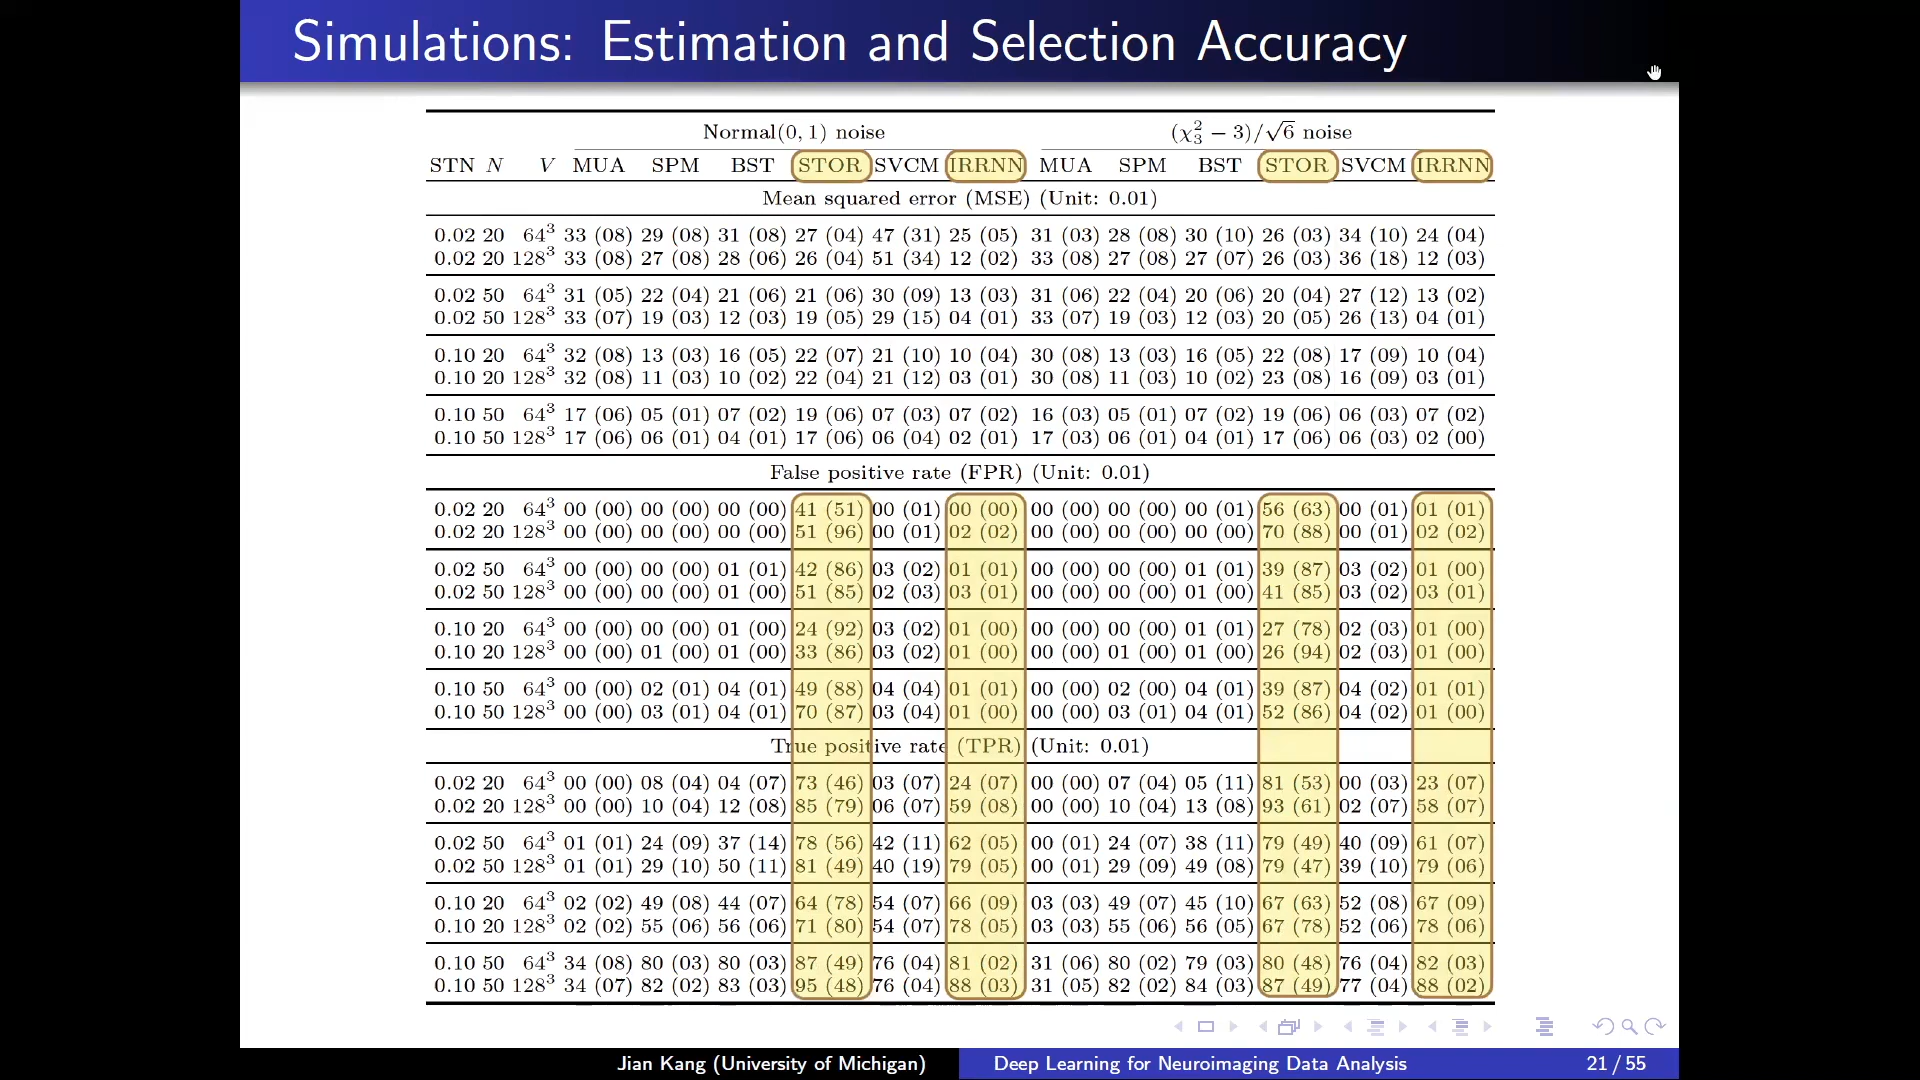 Simulations: Estimation and Selection Accuracy
Normal(0, 1) noise (χ²₃ − 3)/√6 noise
STN N V MUA SPM BST STOR SVCM IRRNN MUA SPM BST STOR SVCM IRRNN
Mean squared error (MSE) (Unit: 0.01)
0.02 20 64³ 33 (08) 29 (08) 31 (08) 27 (04) 47 (31) 25 (05) 31 (03) 28 (08) 30 (10) 26 (03) 34 (10) 24 (04)
0.02 20 128³ 33 (08) 27 (08) 28 (06) 26 (04) 51 (34) 12 (02) 33 (08) 27 (08) 27 (07) 26 (03) 36 (18) 12 (03)
0.02 50 64³ 31 (05) 22 (04) 21 (06) 21 (06) 30 (09) 13 (03) 31 (06) 22 (04) 20 (06) 20 (04) 27 (12) 13 (02)
0.02 50 128³ 33 (07) 19 (03) 12 (03) 19 (05) 29 (15) 04 (01) 33 (07) 19 (03) 12 (03) 20 (05) 26 (13) 04 (01)
0.10 20 64³ 32 (08) 13 (03) 16 (05) 22 (07) 21 (10) 10 (04) 30 (08) 13 (03) 16 (05) 22 (08) 17 (09) 10 (04)
0.10 20 128³ 32 (08) 11 (03) 10 (02) 22 (04) 21 (12) 03 (01) 30 (08) 11 (03) 10 (02) 23 (08) 16 (09) 03 (01)
0.10 50 64³ 17 (06) 05 (01) 07 (02) 19 (06) 07 (03) 07 (02) 16 (03) 05 (01) 07 (02) 19 (06) 06 (03) 07 (02)
0.10 50 128³ 17 (06) 06 (01) 04 (01) 17 (06) 06 (04) 02 (01) 17 (03) 06 (01) 04 (01) 17 (06) 06 (03) 02 (00)
False positive rate (FPR) (Unit: 0.01)
0.02 20 64³ 00 (00) 00 (00) 00 (00) 41 (51) 00 (01) 00 (00) 00 (00) 00 (00) 00 (01) 56 (63) 00 (01) 01 (01)
0.02 20 128³ 00 (00) 00 (00) 00 (00) 51 (96) 00 (01) 02 (02) 00 (00) 00 (00) 00 (00) 70 (88) 00 (01) 02 (02)
0.02 50 64³ 00 (00) 00 (00) 01 (01) 42 (86) 03 (02) 01 (01) 00 (00) 00 (00) 01 (01) 39 (87) 03 (02) 01 (00)
0.02 50 128³ 00 (00) 00 (00) 01 (00) 51 (85) 02 (03) 03 (01) 00 (00) 00 (00) 01 (00) 41 (85) 03 (02) 03 (01)
0.10 20 64³ 00 (00) 00 (00) 01 (00) 24 (92) 03 (02) 01 (00) 00 (00) 00 (00) 01 (01) 27 (78) 02 (03) 01 (00)
0.10 20 128³ 00 (00) 01 (00) 01 (00) 33 (86) 03 (02) 01 (00) 00 (00) 01 (00) 01 (00) 26 (94) 02 (03) 01 (00)
0.10 50 64³ 00 (00) 02 (01) 04 (01) 49 (88) 04 (04) 01 (01) 00 (00) 02 (00) 04 (01) 39 (87) 04 (02) 01 (01)
0.10 50 128³ 00 (00) 03 (01) 04 (01) 70 (87) 03 (04) 01 (00) 00 (00) 03 (01) 04 (01) 52 (86) 04 (02) 01 (00)
True positive rate (TPR) (Unit: 0.01)
0.02 20 64³ 00 (00) 08 (04) 04 (07) 73 (46) 03 (07) 24 (07) 00 (00) 07 (04) 05 (11) 81 (53) 00 (03) 23 (07)
0.02 20 128³ 00 (00) 10 (04) 12 (08) 85 (79) 06 (07) 59 (08) 00 (00) 10 (04) 13 (08) 93 (61) 02 (07) 58 (07)
0.02 50 64³ 01 (01) 24 (09) 37 (14) 78 (56) 42 (11) 62 (05) 00 (01) 24 (07) 38 (11) 79 (49) 40 (09) 61 (07)
0.02 50 128³ 01 (01) 29 (10) 50 (11) 81 (49) 40 (19) 79 (05) 00 (01) 29 (09) 49 (08) 79 (47) 39 (10) 79 (06)
0.10 20 64³ 02 (02) 49 (08) 44 (07) 64 (78) 54 (07) 66 (09) 03 (03) 49 (07) 45 (10) 67 (63) 52 (08) 67 (09)
0.10 20 128³ 02 (02) 55 (06) 56 (06) 71 (80) 54 (07) 78 (05) 03 (03) 55 (06) 56 (05) 67 (78) 52 (06) 78 (06)
0.10 50 64³ 34 (08) 80 (03) 80 (03) 87 (49) 76 (04) 81 (02) 31 (06) 80 (02) 79 (03) 80 (48) 76 (04) 82 (03)
0.10 50 128³ 34 (07) 82 (02) 83 (03) 95 (48) 76 (04) 88 (03) 31 (05) 82 (02) 84 (03) 87 (49) 77 (04) 88 (02)
Jian Kang (University of Michigan) Deep Learning for Neuroimaging Data Analysis 21 / 55